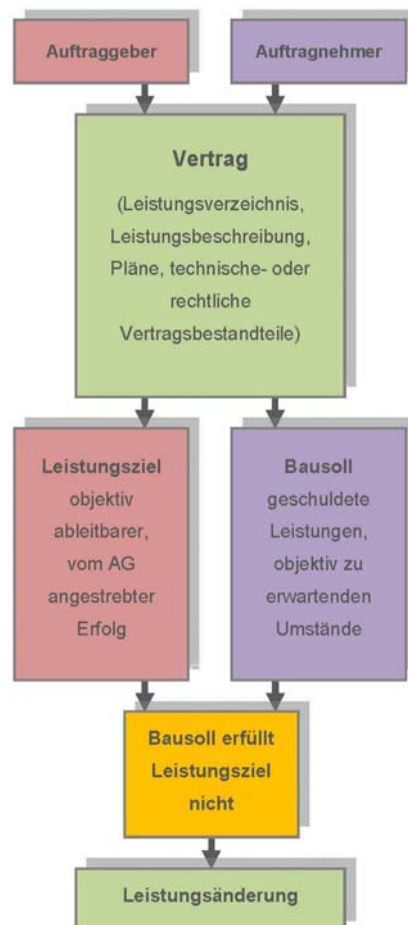 Auftraggeber
Auftragnehmer
Vertrag
(Leistungsverzeichnis,
Leistungsbeschreibung,
Pläne, technische- oder
rechtliche
Vertragsbestandteile)
Leistungsziel
objektiv
ableitbarer,
vom AG
angestrebter
Erfolg
Bausoll
geschuldete
Leistungen,
objektiv zu
erwartenden
Umstände
Bausoll erfüllt
Leistungsziel
nicht
Leistungsänderung